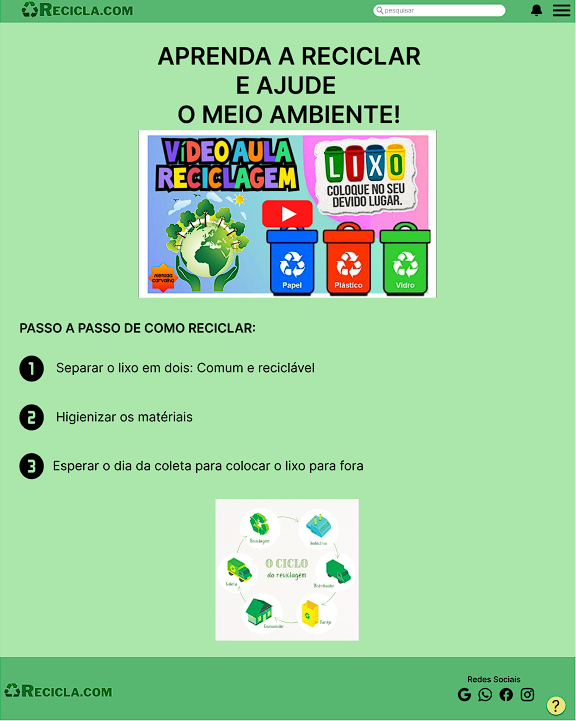 RECICLA.COM
pesquisar
APRENDA A RECICLAR
E AJUDE
O MEIO AMBIENTE!
VíDEO AULA
RECICLAGEM
LIXO
COLOQUE NO SEU
DEVIDO LUGAR.
Carvalho
Papel
Plástico
Vidro
PASSO A PASSO DE COMO RECICLAR:
1 Separar o lixo em dois: Comum e reciclável
2 Higienizar os matériais
3 Esperar o dia da coleta para colocar o lixo para fora
Reciclagem
Indústria
O CICLO
da reciclagem
Coleta
Distribuidor
Consumidor
RECICLA.COM
Redes Sociais
?